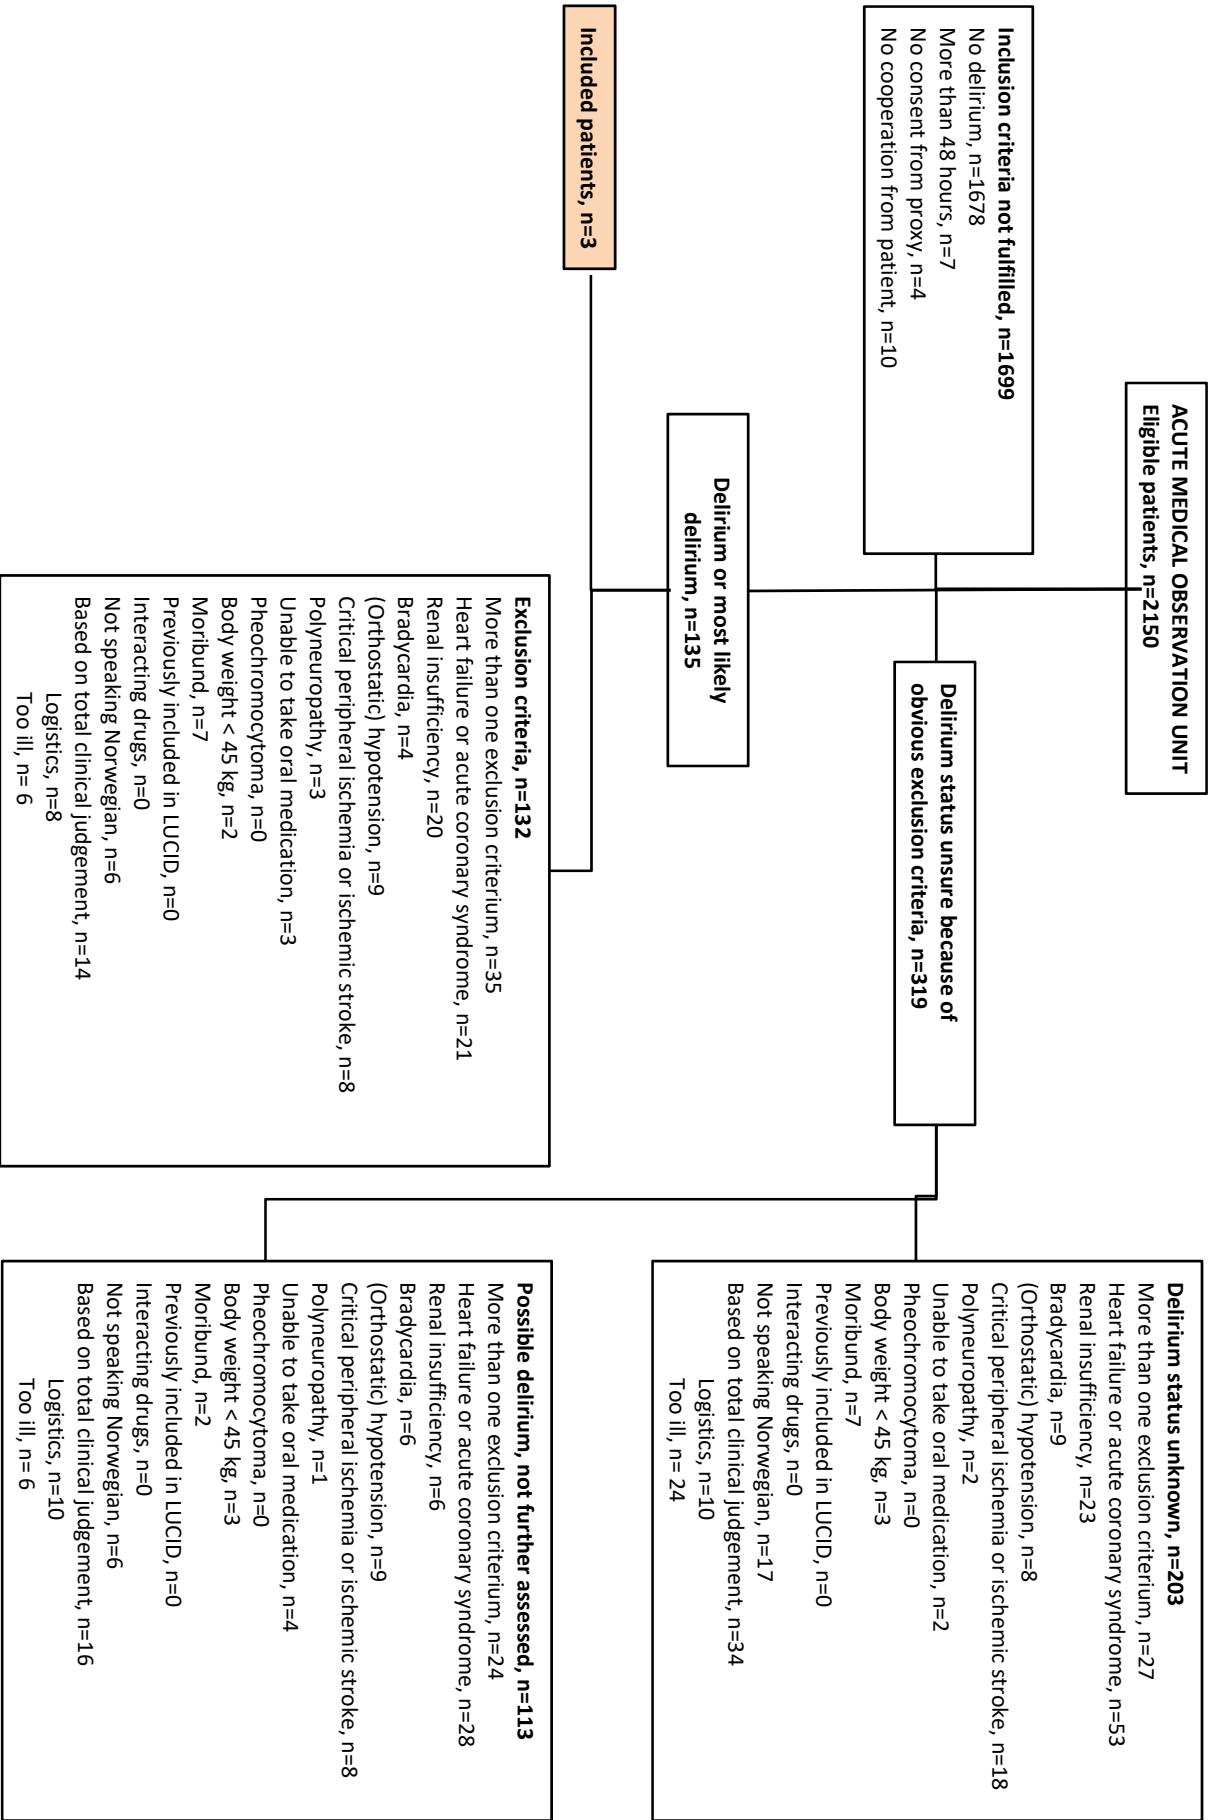 ACUTE MEDICAL OBSERVATION UNIT
Eligible patients, n=2150
Inclusion criteria not fulfilled, n=1699
No delirium, n=1678
More than 48 hours, n=7
No consent from proxy, n=4
No cooperation from patient, n=10
Delirium status unsure because of
obvious exclusion criteria, n=319
Delirium or most likely
delirium, n=135
Included patients, n=3
Exclusion criteria, n=132
More than one exclusion criterium, n=35
Heart failure or acute coronary syndrome, n=21
Renal insufficiency, n=20
Bradycardia, n=4
(Orthostatic) hypotension, n=9
Critical peripheral ischemia or ischemic stroke, n=8
Polyneuropathy, n=3
Unable to take oral medication, n=3
Pheochromocytoma, n=0
Body weight < 45 kg, n=2
Moribund, n=7
Previously included in LUCID, n=0
Interacting drugs, n=0
Not speaking Norwegian, n=6
Based on total clinical judgement, n=14
Logistics, n=8
Too ill, n= 6
Delirium status unknown, n=203
More than one exclusion criterium, n=27
Heart failure or acute coronary syndrome, n=53
Renal insufficiency, n=23
Bradycardia, n=9
(Orthostatic) hypotension, n=8
Critical peripheral ischemia or ischemic stroke, n=18
Polyneuropathy, n=2
Unable to take oral medication, n=2
Pheochromocytoma, n=0
Body weight < 45 kg, n=3
Moribund, n=7
Previously included in LUCID, n=0
Interacting drugs, n=0
Not speaking Norwegian, n=17
Based on total clinical judgement, n=34
Logistics, n=10
Too ill, n= 24
Possible delirium, not further assessed, n=113
More than one exclusion criterium, n=24
Heart failure or acute coronary syndrome, n=28
Renal insufficiency, n=6
Bradycardia, n=6
(Orthostatic) hypotension, n=9
Critical peripheral ischemia or ischemic stroke, n=8
Polyneuropathy, n=1
Unable to take oral medication, n=4
Pheochromocytoma, n=0
Body weight < 45 kg, n=3
Moribund, n=2
Previously included in LUCID, n=0
Interacting drugs, n=0
Not speaking Norwegian, n=6
Based on total clinical judgement, n=16
Logistics, n=10
Too ill, n= 6